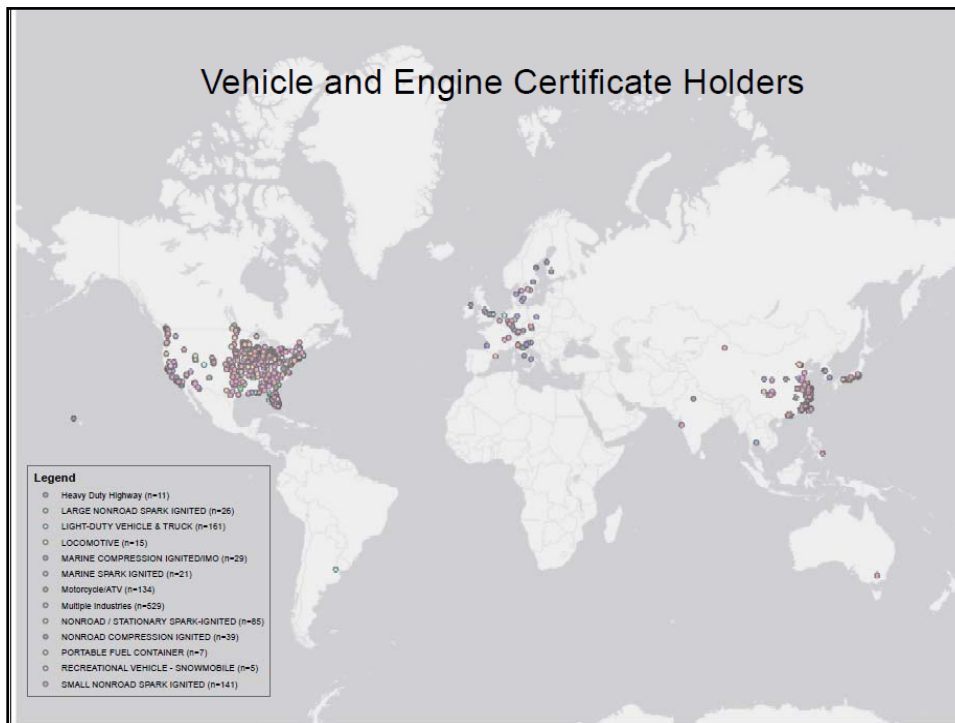 Vehicle and Engine Certificate Holders
Legend
Heavy Duty Highway (n=11)
LARGE NONROAD SPARK IGNITED (n=26)
LIGHT-DUTY VEHICLE & TRUCK (n=161)
LOCOMOTIVE (n=15)
MARINE COMPRESSION IGNITED/IMO (n=29)
MARINE SPARK IGNITED (n=21)
Motorcycle/ATV (n=134)
Multiple Industries (n=529)
NONROAD / STATIONARY SPARK-IGNITED (n=85)
NONROAD COMPRESSION IGNITED (n=39)
PORTABLE FUEL CONTAINER (n=7)
RECREATIONAL VEHICLE - SNOWMOBILE (n=5)
SMALL NONROAD SPARK IGNITED (n=141)